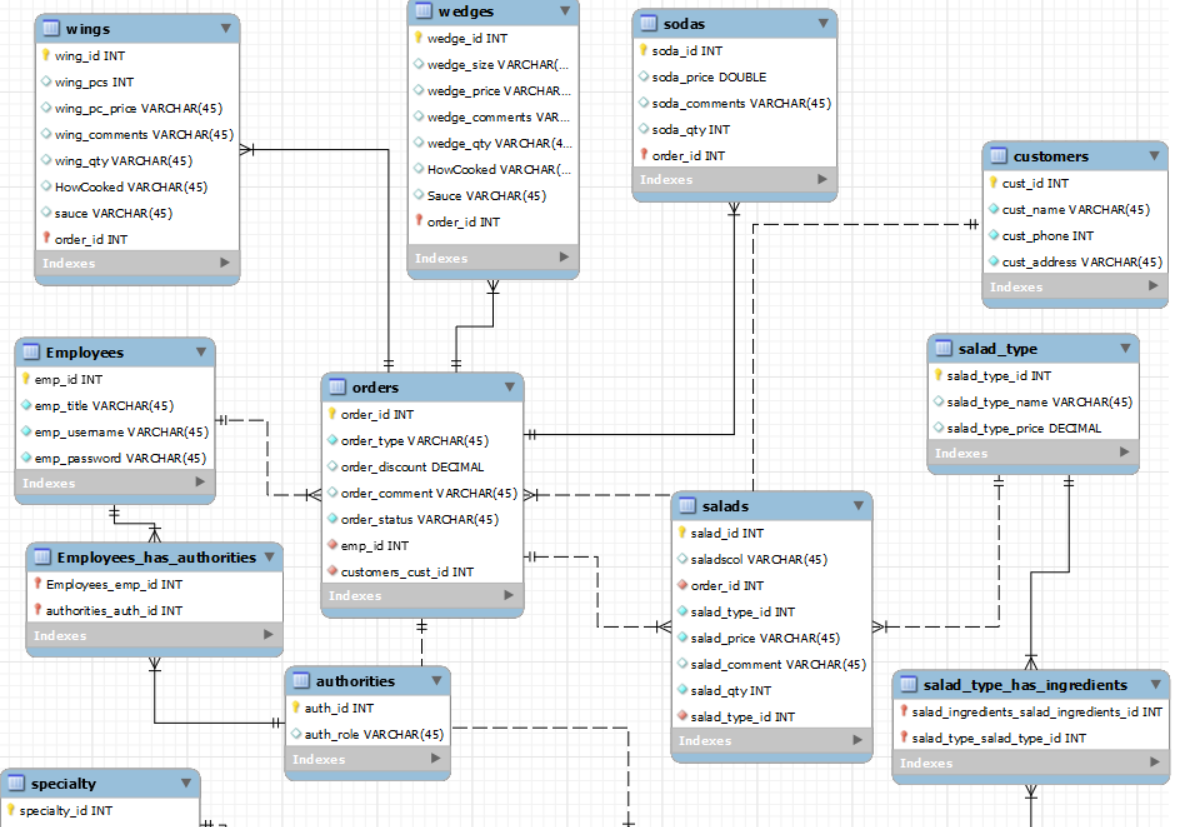 wings
wing_id INT
wing_pcs INT
wing_pc_price VARCHAR(45)
wing_comments VARCHAR(45)
wing_qty VARCHAR(45)
HowCooked VARCHAR(45)
sauce VARCHAR(45)
order_id INT
Indexes
wedges
wedge_id INT
wedge_size VARCHAR(...
wedge_price VARCHAR...
wedge_comments VAR...
wedge_qty VARCHAR(4...
HowCooked VARCHAR(...
Sauce VARCHAR(45)
order_id INT
Indexes
sodas
soda_id INT
soda_price DOUBLE
soda_comments VARCHAR(45)
soda_qty INT
order_id INT
Indexes
customers
cust_id INT
cust_name VARCHAR(45)
cust_phone INT
cust_address VARCHAR(45)
Indexes
Employees
emp_id INT
emp_title VARCHAR(45)
emp_username VARCHAR(45)
emp_password VARCHAR(45)
Indexes
orders
order_id INT
order_type VARCHAR(45)
order_discount DECIMAL
order_comment VARCHAR(45)
order_status VARCHAR(45)
emp_id INT
customers_cust_id INT
Indexes
salad_type
salad_type_id INT
salad_type_name VARCHAR(45)
salad_type_price DECIMAL
Indexes
salads
salad_id INT
saladscol VARCHAR(45)
order_id INT
salad_type_id INT
salad_price VARCHAR(45)
salad_comment VARCHAR(45)
salad_qty INT
salad_type_id INT
Indexes
Employees_has_authorities
Employees_emp_id INT
authorities_auth_id INT
Indexes
authorities
auth_id INT
auth_role VARCHAR(45)
Indexes
salad_type_has_ingredients
salad_ingredients_salad_ingredients_id INT
salad_type_salad_type_id INT
Indexes
specialty
specialty_id INT